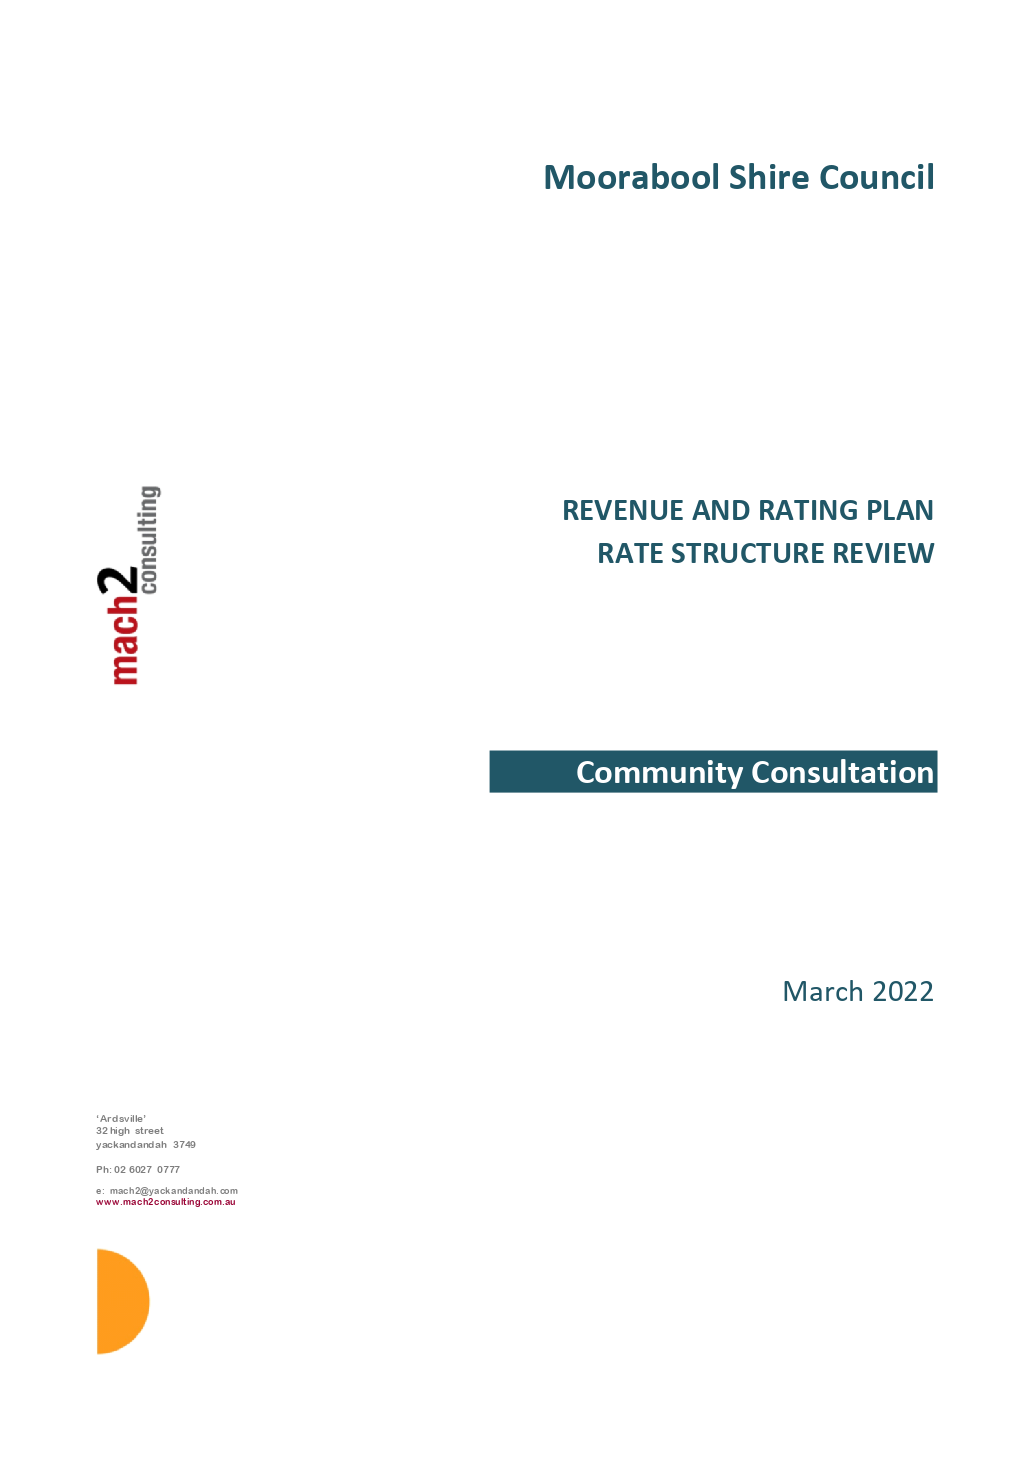 Moorabool Shire Council
REVENUE AND RATING PLAN
RATE STRUCTURE REVIEW
mach2
consulting
Community Consultation
March 2022
‘Ardsville’
32 high street
yackandandah 3749
Ph: 02 6027 0777
e: mach2@yackandandah.com
www.mach2consulting.com.au